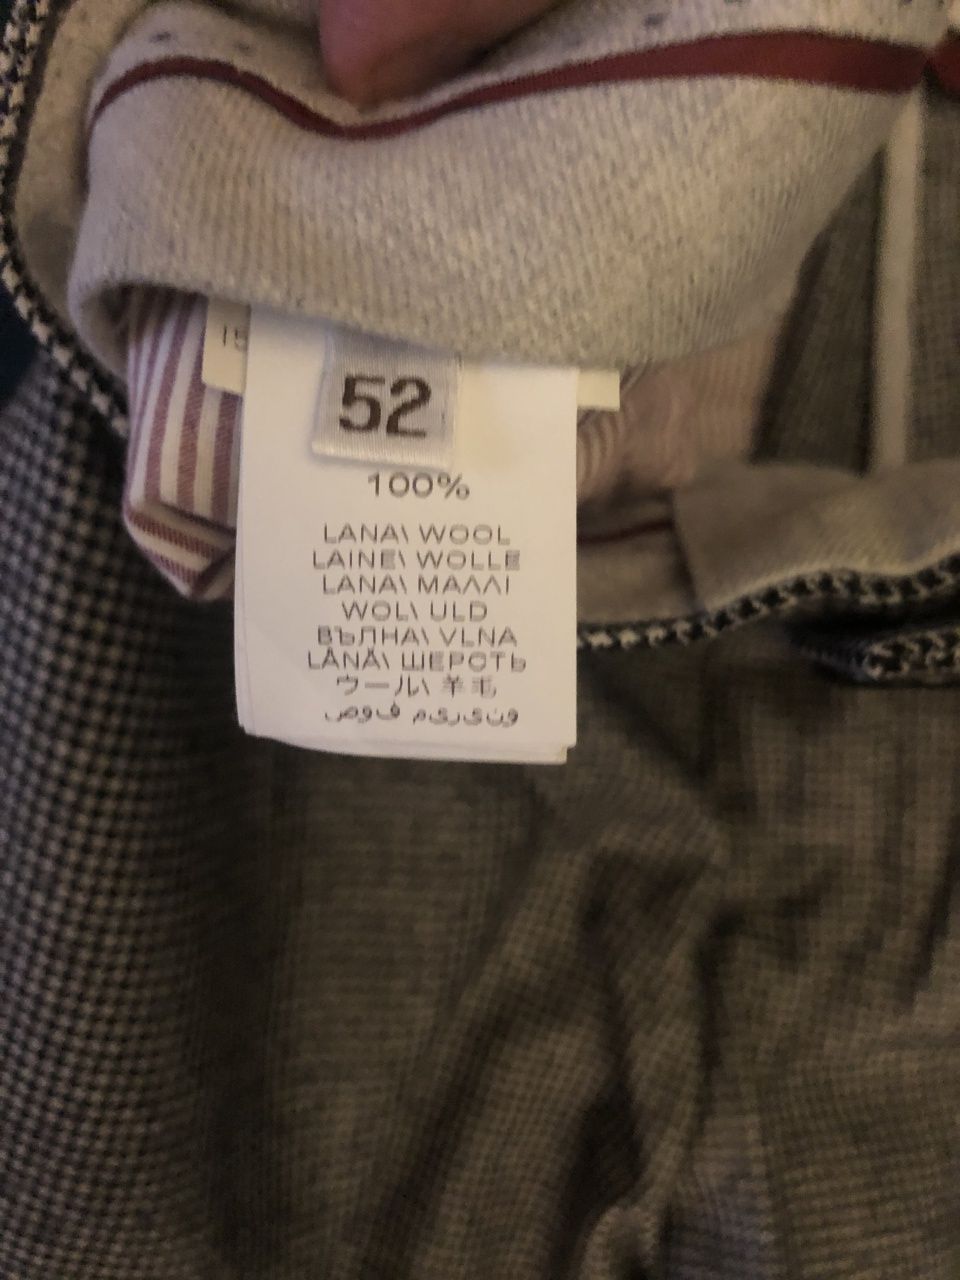 15
52
100%
LANA\ WOOL
LAINE\ WOLLE
LANA\ ΜΑΛΛΙ
WOL\ ULD
ВЪЛНА\ VLNA
LÂNĂ\ ШЕРСТЬ
ウール\ 羊毛